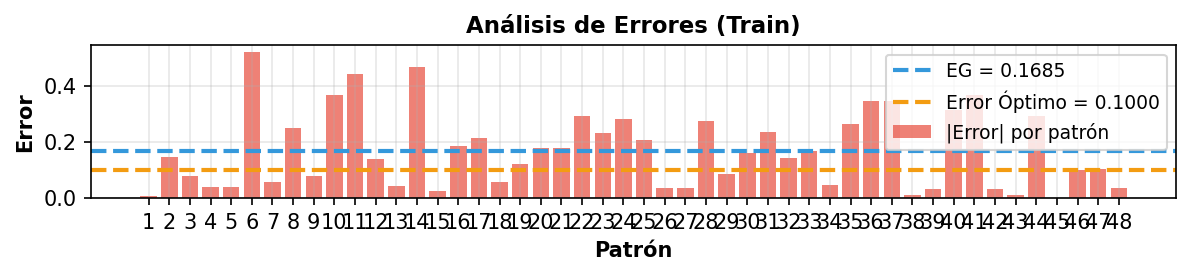 Análisis de Errores (Train)
Error
0.4
0.2
0.0
EG = 0.1685
Error Óptimo = 0.1000
|Error| por patrón
1 2 3 4 5 6 7 8 9 10 11 12 13 14 15 16 17 18 19 20 21 22 23 24 25 26 27 28 29 30 31 32 33 34 35 36 37 38 39 40 41 42 43 44 45 46 47 48
Patrón